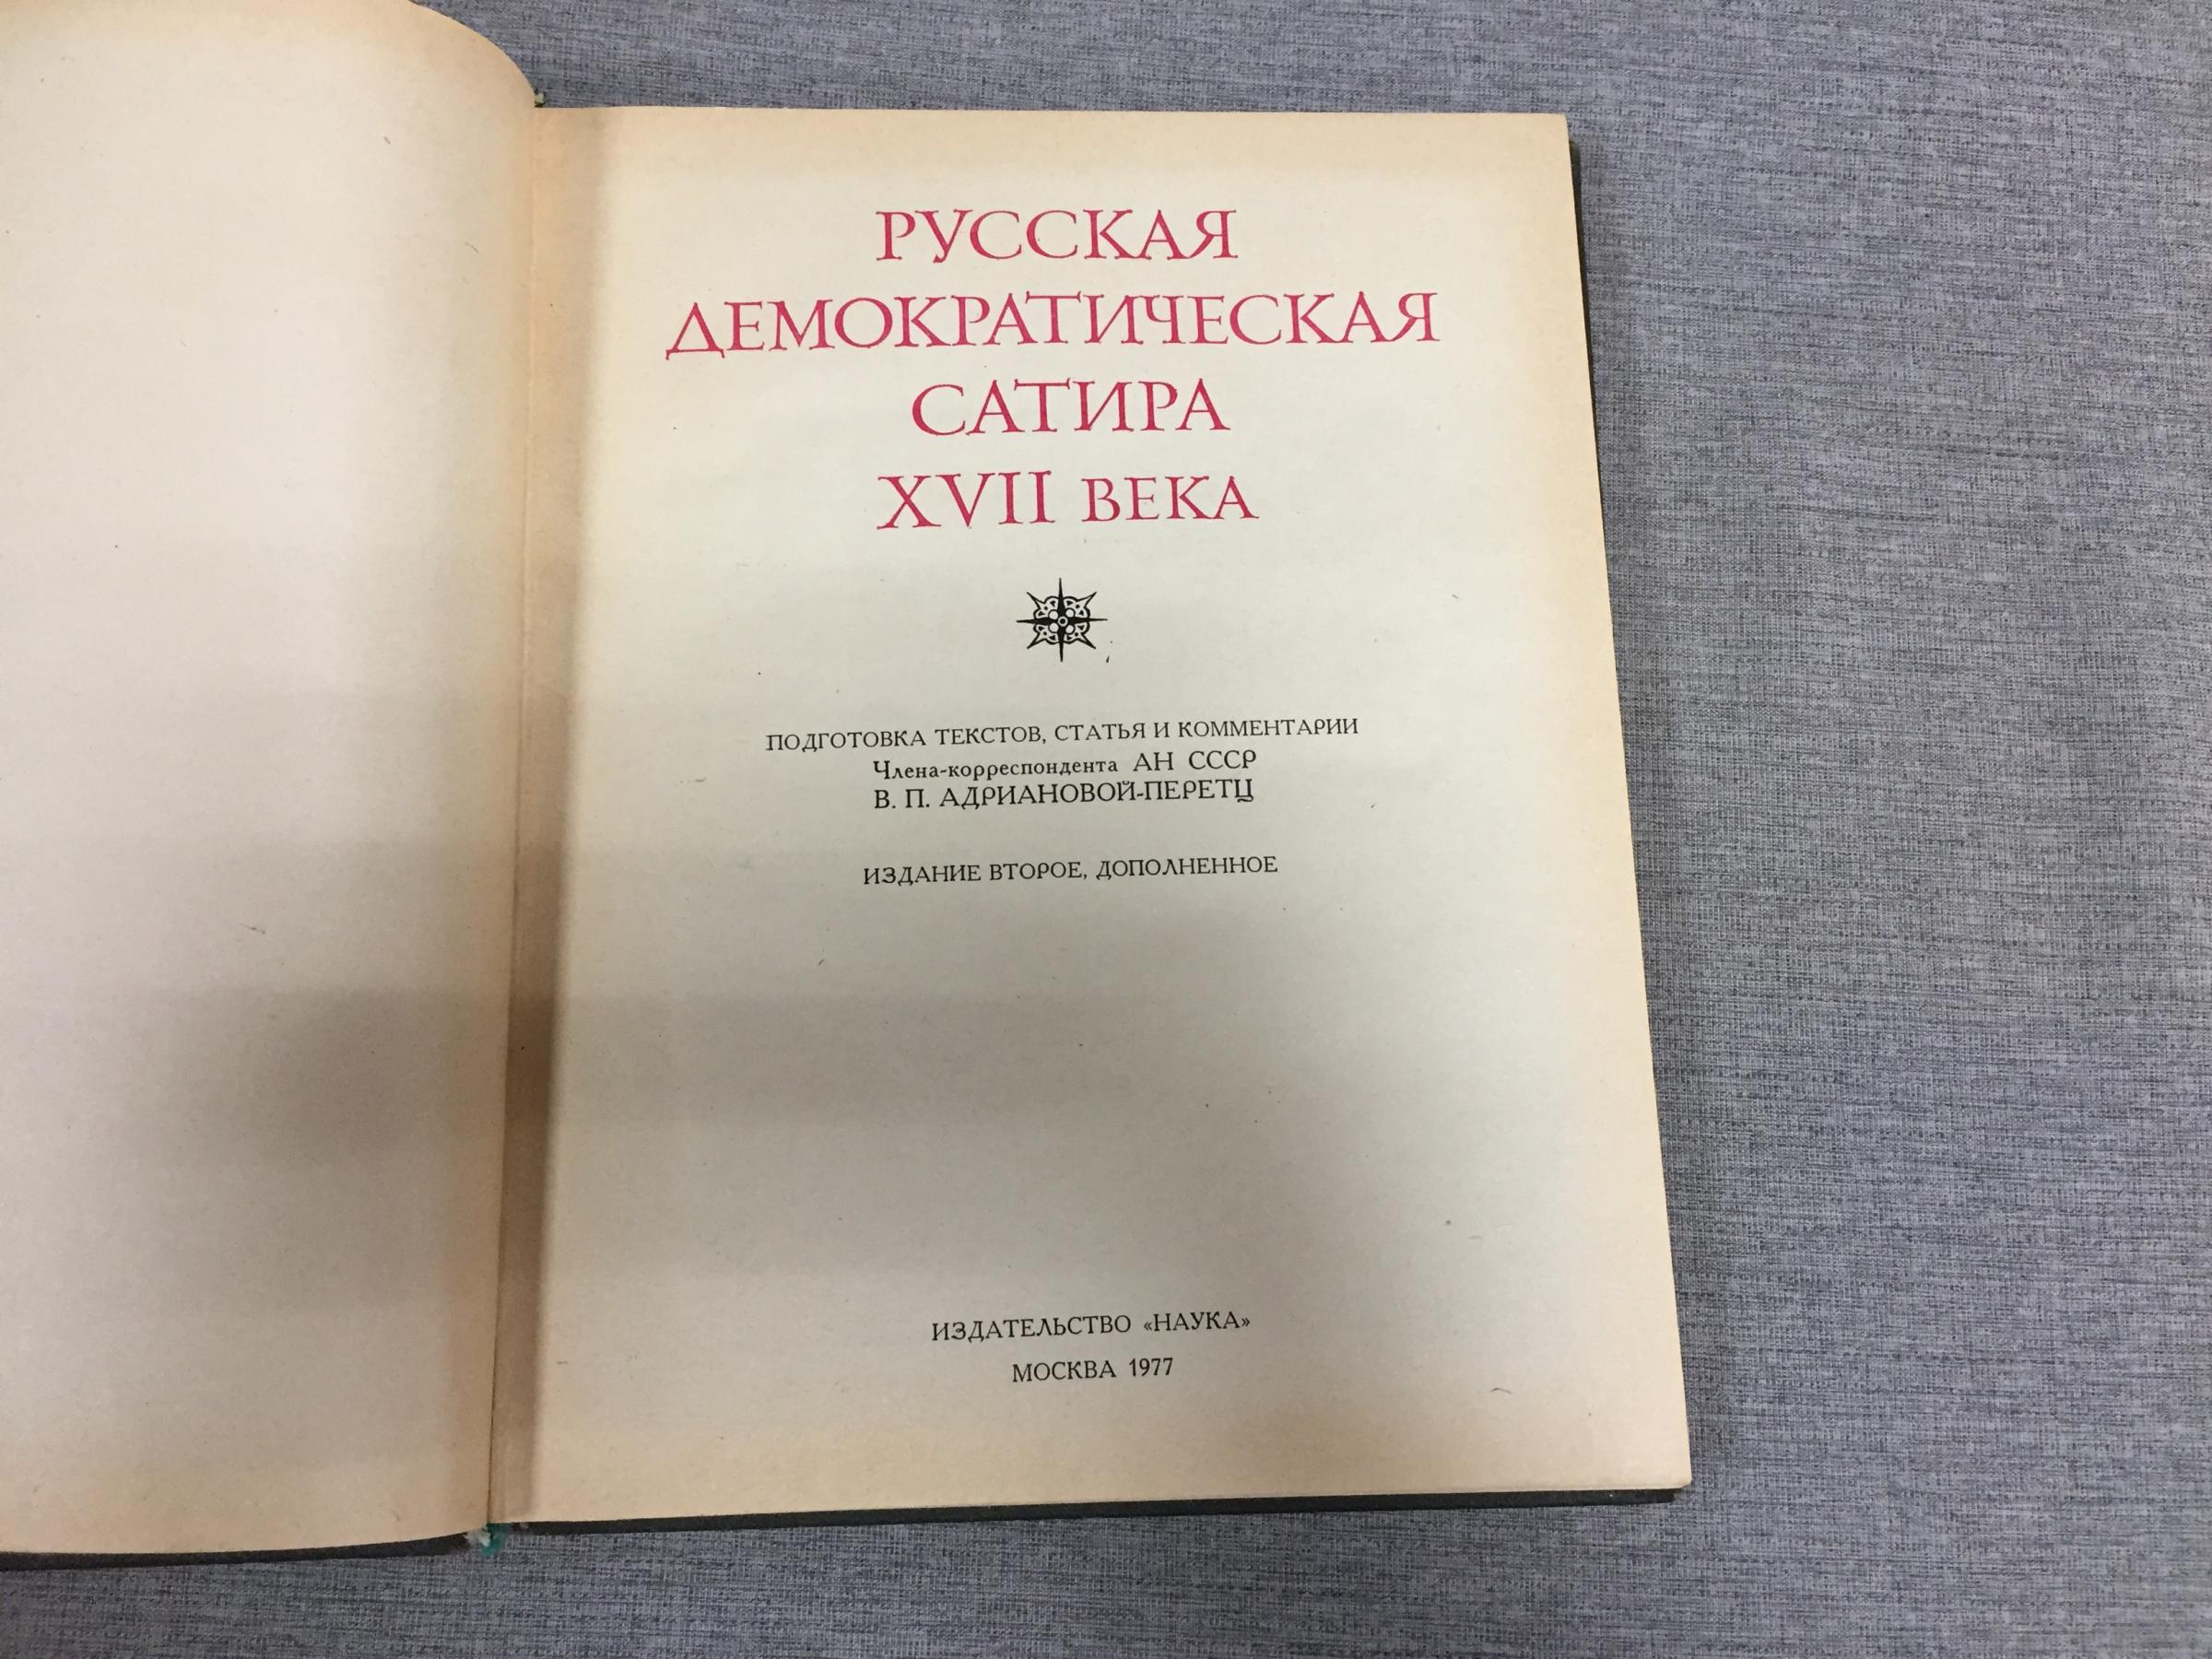 РУССКАЯ
ДЕМОКРАТИЧЕСКАЯ
САТИРА
XVII ВЕКА
ПОДГОТОВКА ТЕКСТОВ, СТАТЬЯ И КОММЕНТАРИИ
Члена-корреспондента АН СССР
В. П. АДРИАНОВОЙ-ПЕРЕТЦ
ИЗДАНИЕ ВТОРОЕ, ДОПОЛНЕННОЕ
ИЗДАТЕЛЬСТВО «НАУКА»
МОСКВА 1977